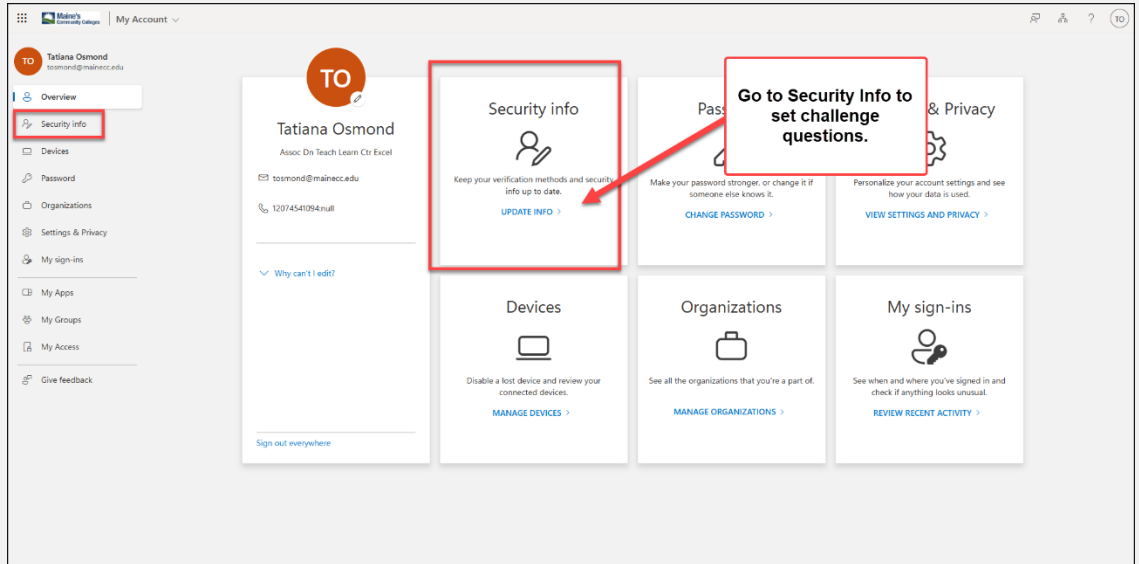 Maine's
Community Colleges
My Account
?
TO
TO
Tatiana Osmond
tosmond@mainecc.edu
Overview
Security info
Devices
Password
Organizations
Settings & Privacy
My sign-ins
My Apps
My Groups
My Access
Give feedback
TO
Tatiana Osmond
Assoc Dn Teach Learn Ctr Excel
tosmond@mainecc.edu
12074541094:null
Why can't I edit?
Sign out everywhere
Security info
Keep your verification methods and security
info up to date.
UPDATE INFO >
Pas
Make your password stronger, or change it if
someone else knows it.
CHANGE PASSWORD >
& Privacy
Personalize your account settings and see
how your data is used.
VIEW SETTINGS AND PRIVACY >
Go to Security Info to
set challenge
questions.
Devices
Disable a lost device and review your
connected devices.
MANAGE DEVICES >
Organizations
See all the organizations that you're a part of.
MANAGE ORGANIZATIONS >
My sign-ins
See when and where you've signed in and
check if anything looks unusual.
REVIEW RECENT ACTIVITY >